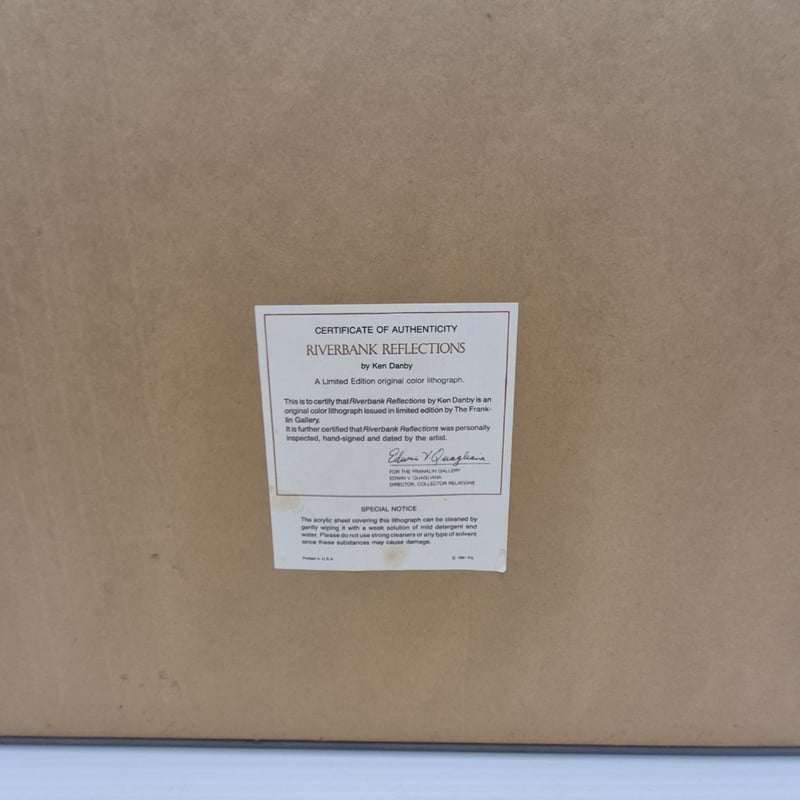 CERTIFICATE OF AUTHENTICITY
RIVERBANK REFLECTIONS
by Ken Danby
A Limited Edition original color lithograph.
This is to certify that Riverbank Reflections by Ken Danby is an
original color lithograph issued in limited edition by The Frank-
lin Gallery.
It is further certified that Riverbank Reflections was personally
inspected, hand-signed and dated by the artist.
Edwin V. Quagliana
FOR THE FRANKLIN GALLERY
EDWIN V. QUAGLIANA
DIRECTOR, COLLECTOR RELATIONS
SPECIAL NOTICE
The acrylic sheet covering this lithograph can be cleaned by
gently wiping it with a weak solution of mild detergent and
water. Please do not use strong cleaners or any type of solvent
since these substances may cause damage.
Printed in U.S.A.
© 1981 FG